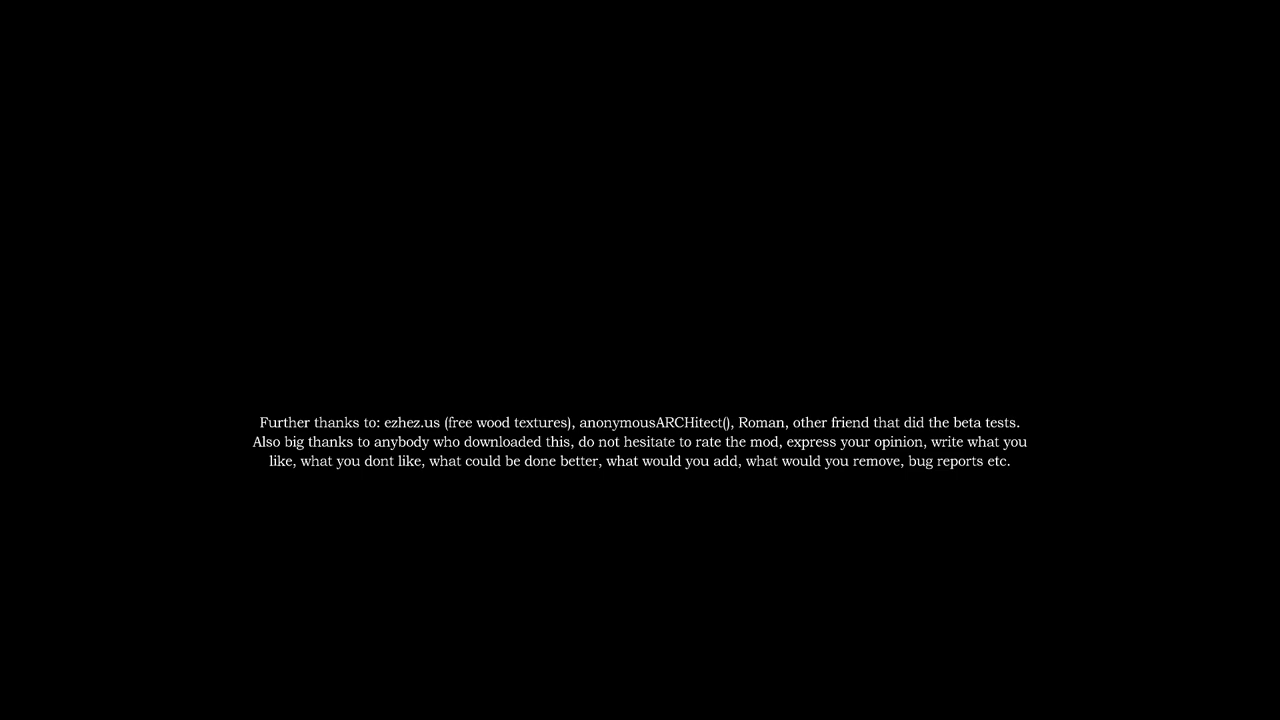 Further thanks to: ezhez.us (free wood textures), anonymousARCHitect(), Roman, other friend that did the beta tests.
Also big thanks to anybody who downloaded this, do not hesitate to rate the mod, express your opinion, write what you
like, what you dont like, what could be done better, what would you add, what would you remove, bug reports etc.